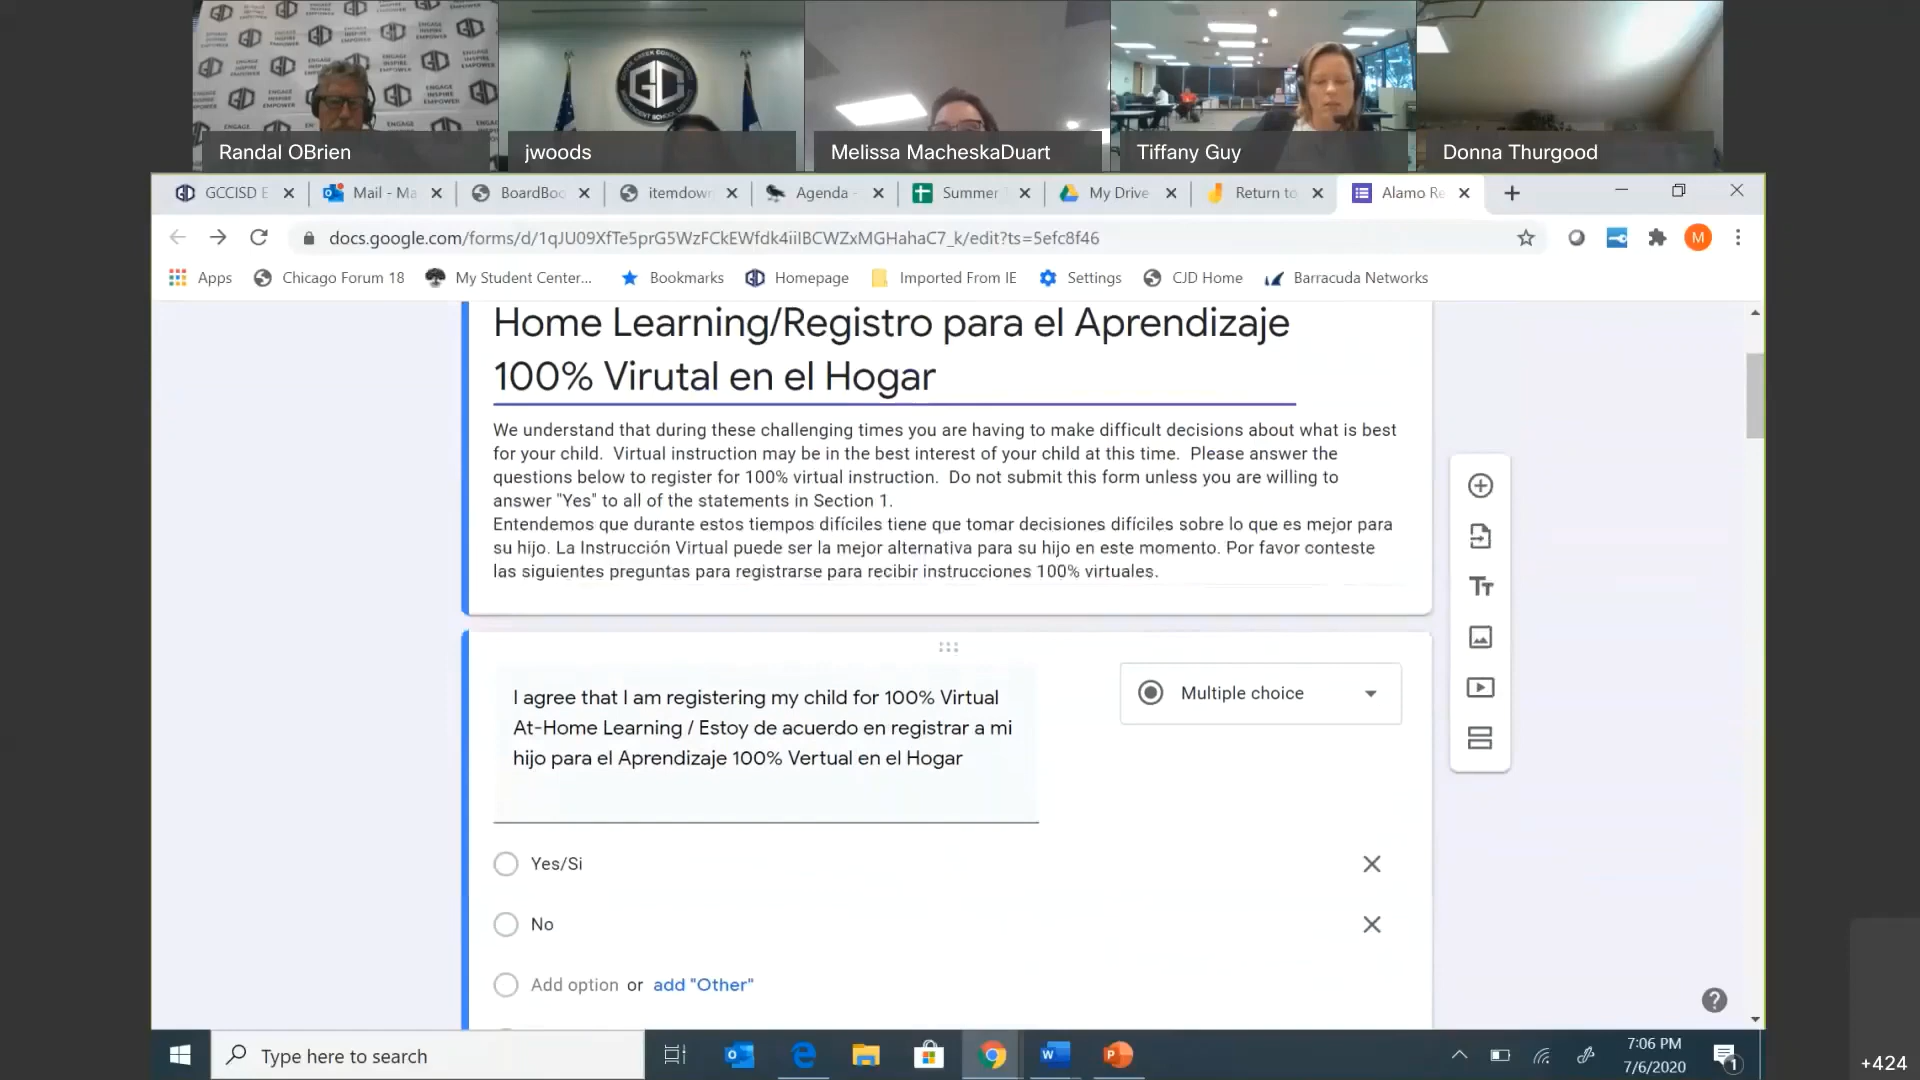 Randal OBrien
jwoods
Melissa MacheskaDuart
Tiffany Guy
Donna Thurgood
GCCISD E
Mail - Ma
BoardBoo
itemdown
Agenda -
Summer
My Drive
Return to
Alamo Re
docs.google.com/forms/d/1qJU09XfTe5prG5WzFCkEWfdk4iiIBCWZxMGHahaC7_k/edit?ts=5efc8f46
M
Apps
Chicago Forum 18
My Student Center...
Bookmarks
Homepage
Imported From IE
Settings
CJD Home
Barracuda Networks
Home Learning/Registro para el Aprendizaje
100% Virutal en el Hogar
We understand that during these challenging times you are having to make difficult decisions about what is best
for your child. Virtual instruction may be in the best interest of your child at this time. Please answer the
questions below to register for 100% virtual instruction. Do not submit this form unless you are willing to
answer "Yes" to all of the statements in Section 1.
Entendemos que durante estos tiempos difíciles tiene que tomar decisiones difíciles sobre lo que es mejor para
su hijo. La Instrucción Virtual puede ser la mejor alternativa para su hijo en este momento. Por favor conteste
las siguientes preguntas para registrarse para recibir instrucciones 100% virtuales.
I agree that I am registering my child for 100% Virtual
At-Home Learning / Estoy de acuerdo en registrar a mi
hijo para el Aprendizaje 100% Vertual en el Hogar
Multiple choice
Yes/Si
No
Add option or add "Other"
Type here to search
7:06 PM
7/6/2020
1
+424